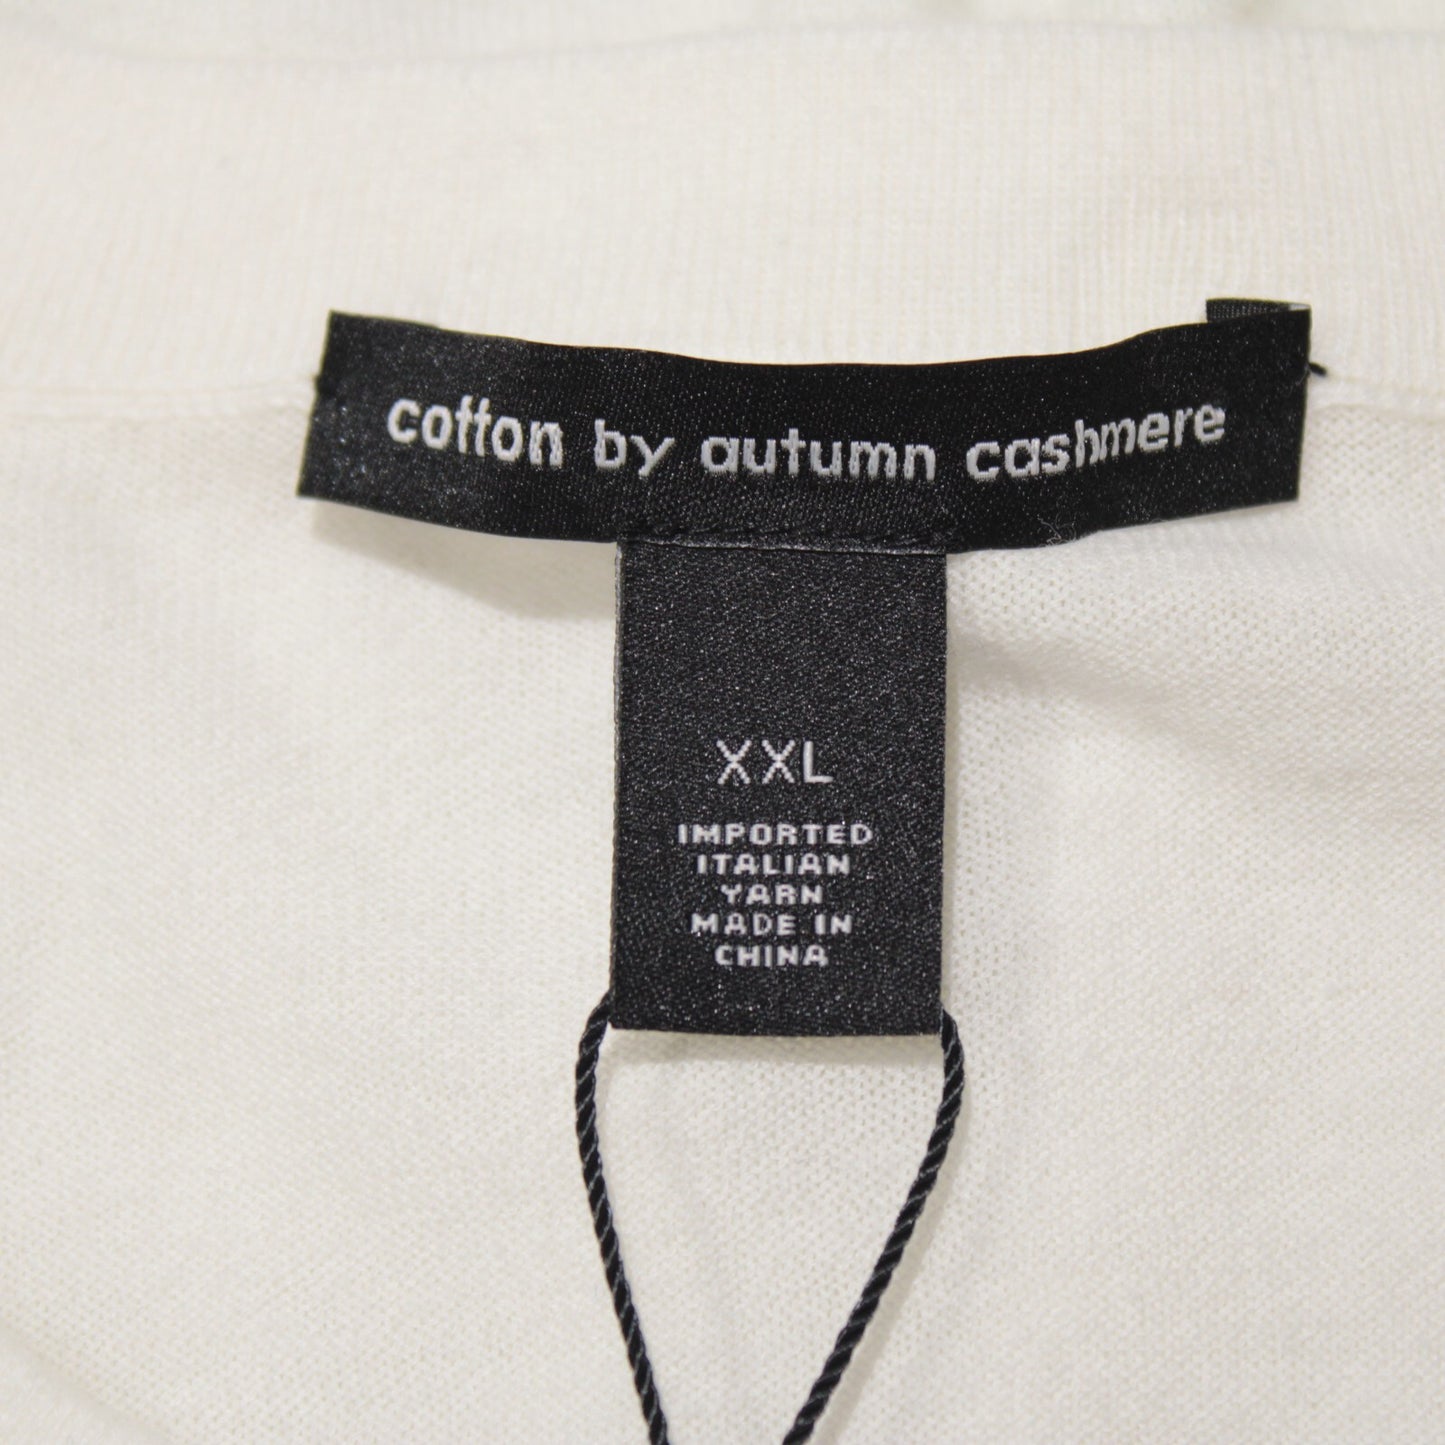 cotton by autumn cashmere
XXL
IMPORTED
ITALIAN
YARN
MADE IN
CHINA